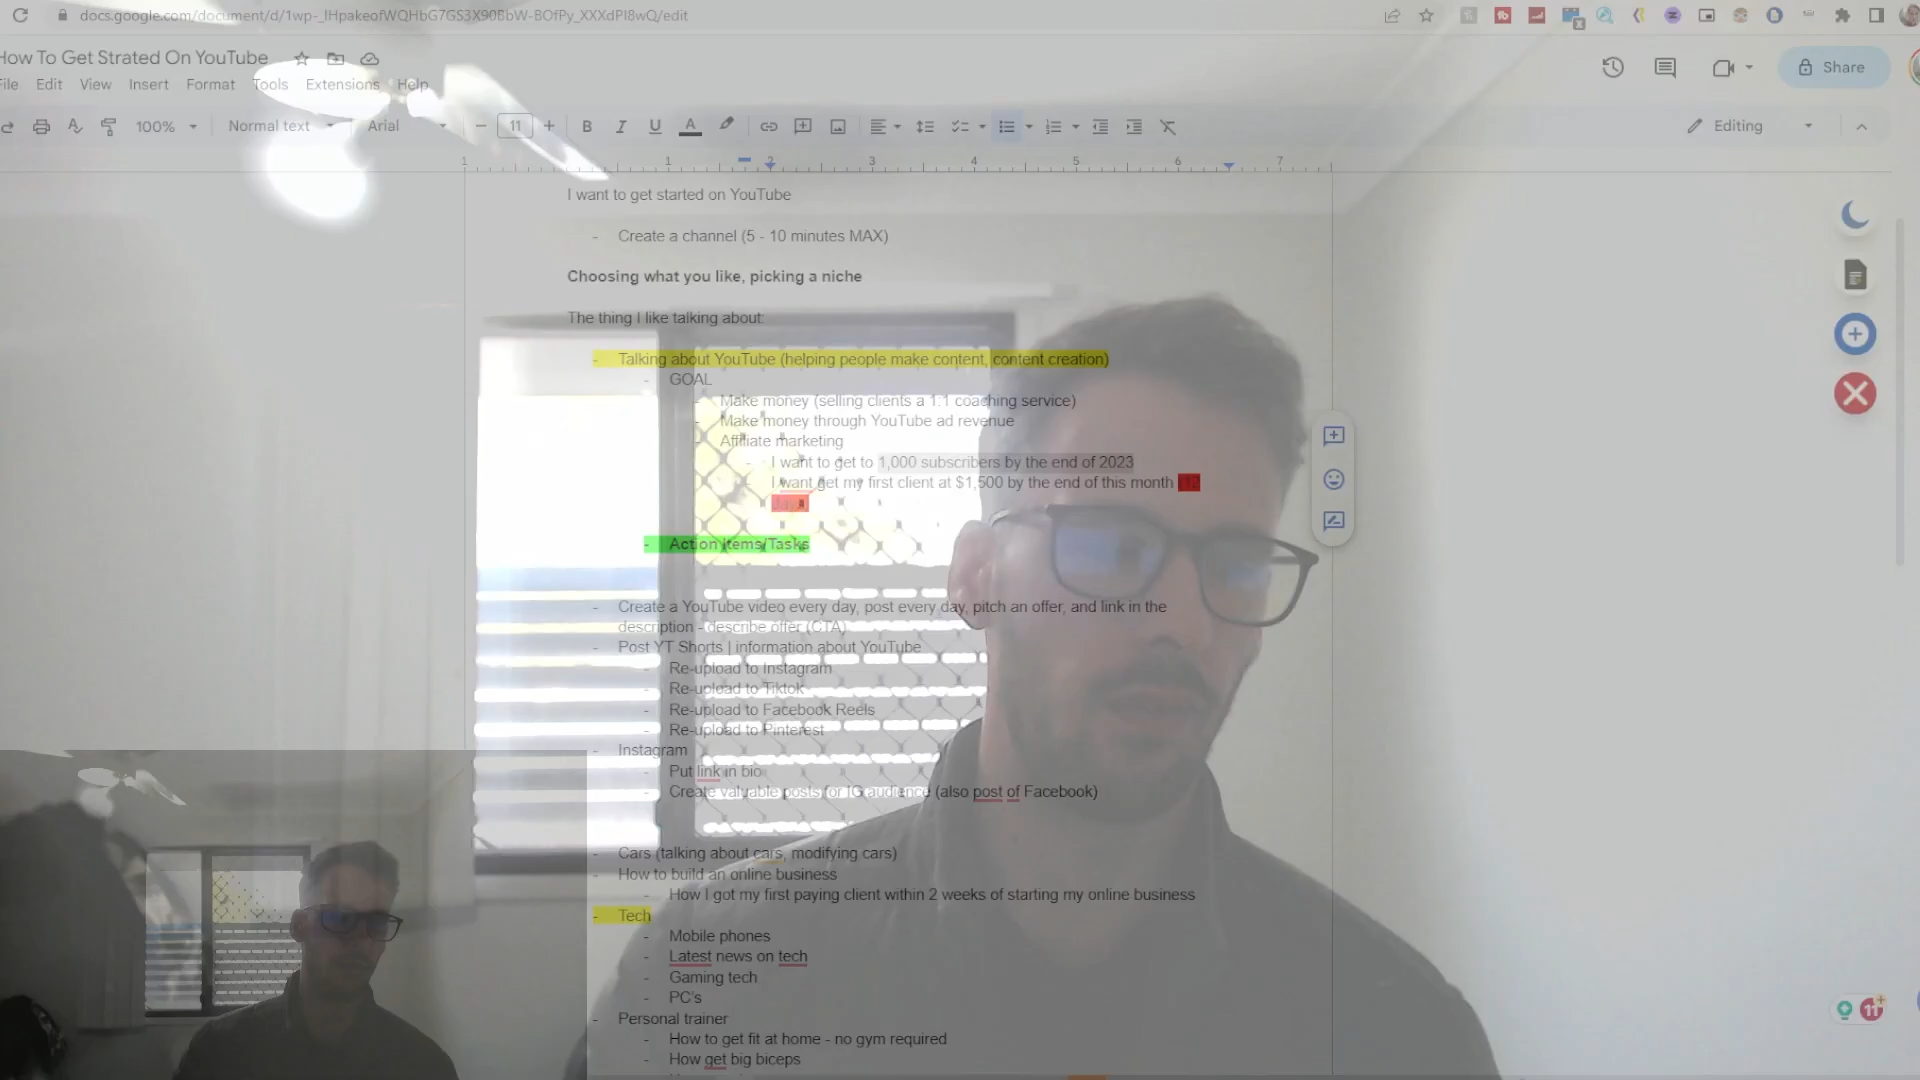 docs.google.com/document/d/1wp-_IHpakeofWQHbG7GS3X90BbW-BOfPy_XXXdPI8wQ/edit
How To Get Strated On YouTube
File Edit View Insert Format Tools Extensions Help
Share
100% Normal text Arial 11 Editing
1 1 2 3 4 5 6 7
I want to get started on YouTube
- Create a channel (5 - 10 minutes MAX)
Choosing what you like, picking a niche
The thing I like talking about:
- Talking about YouTube (helping people make content, content creation)
- GOAL
- Make money (selling clients a 1:1 coaching service)
- Make money through YouTube ad revenue
- Affiliate marketing
- I want to get to 1,000 subscribers by the end of 2023
- I want get my first client at $1,500 by the end of this month
- Action Items/Tasks
- Create a YouTube video every day, post every day, pitch an offer, and link in the
description - describe offer (CTA)
- Post YT Shorts | information about YouTube
- Re-upload to Instagram
- Re-upload to Tiktok
- Re-upload to Facebook Reels
- Re-upload to Pinterest
- Instagram
- Put link in bio
- Create valuable posts for IG audience (also post of Facebook)
- Cars (talking about cars, modifying cars)
- How to build an online business
- How I got my first paying client within 2 weeks of starting my online business
- Tech
- Mobile phones
- Latest news on tech
- Gaming tech
- PC's
- Personal trainer
- How to get fit at home - no gym required
- How get big biceps
11